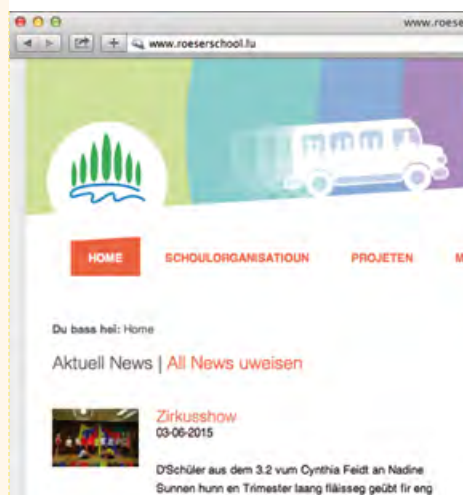 www.roese
www.roeserschool.lu
HOME SCHOULORGANISATIOUN PROJETEN M
Du bass hei: Home
Aktuell News | All News uweisen
Zirkusshow
03-06-2015
D'Schüler aus dem 3.2 vum Cynthia Feidt an Nadine
Sunnen hunn en Trimester laang fläisseg geübt fir eng